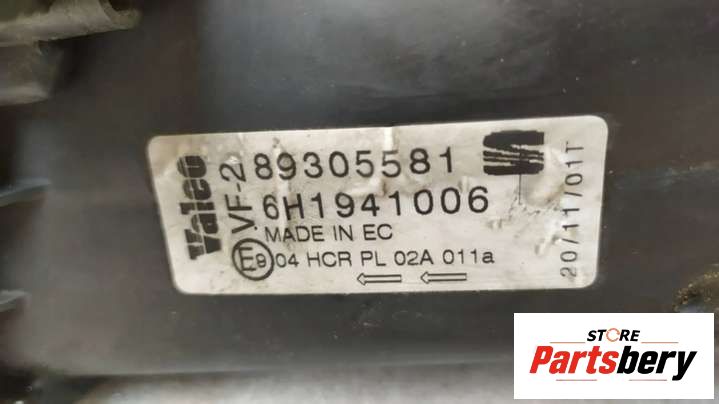 Valeo
VF-2
89305581
6H1941006
MADE IN EC
E9 04 HCR PL 02A 011a
20/11/01T
STORE
Partsbery